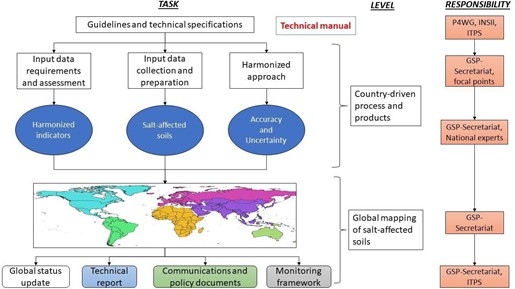 TASK
LEVEL
RESPONSIBILITY
Guidelines and technical specifications
Technical manual
P4WG, INSII,
ITPS
Input data
requirements
and assessment
Input data
collection and
preparation
Harmonized
approach
GSP-
Secretariat,
focal points
Country-driven
process and
products
Harmonized
indicators
Salt-affected
soils
Accuracy
and
Uncertainty
GSP-Secretariat,
National experts
Global mapping
of salt-affected
soils
GSP-
Secretariat
Global status
update
Technical
report
Communications and
policy documents
Monitoring
framework
GSP-Secretariat,
ITPS